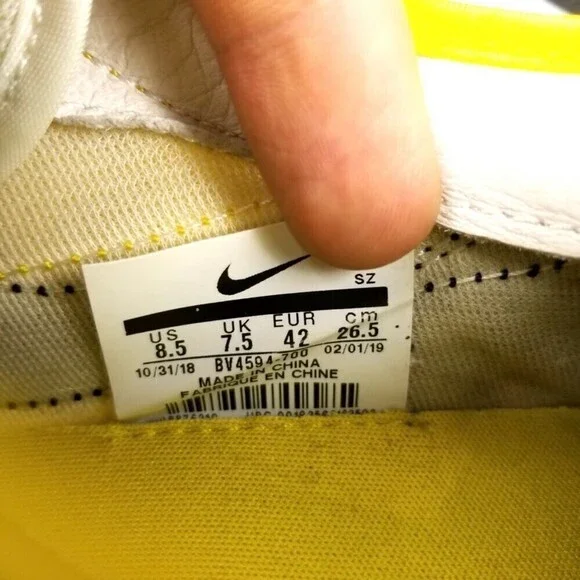 SZ
US UK EUR cm
8.5 7.5 42 26.5
10/31/18 BV4594-700 02/01/19
MADE IN CHINA
FABRIQUE EN CHINE